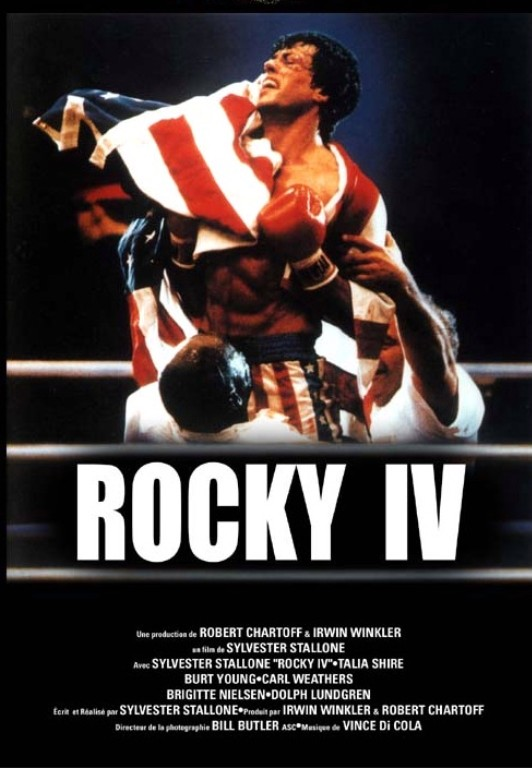 ROCKY IV
Une production de ROBERT CHARTOFF & IRWIN WINKLER
un film de SYLVESTER STALLONE
Avec SYLVESTER STALLONE "ROCKY IV"•TALIA SHIRE
BURT YOUNG•CARL WEATHERS
BRIGITTE NIELSEN•DOLPH LUNDGREN
Écrit et Réalisé par SYLVESTER STALLONE•Produit par IRWIN WINKLER & ROBERT CHARTOFF
Directeur de la photographie BILL BUTLER ASC•Musique de VINCE Di COLA